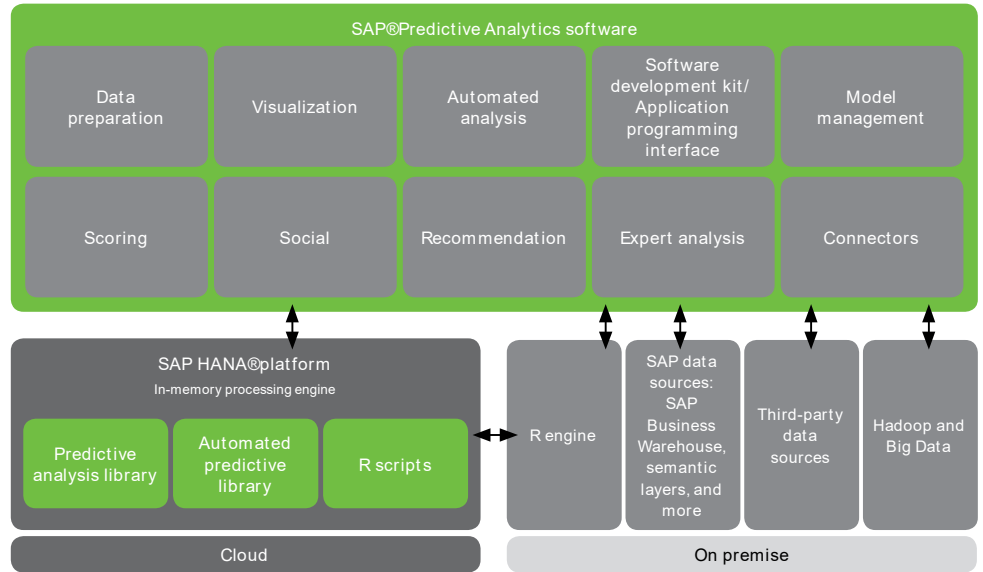 SAP®Predictive Analytics software
Data
preparation
Visualization
Automated
analysis
Software
development kit/
Application
programming
interface
Model
management
Scoring
Social
Recommendation
Expert analysis
Connectors
SAP HANA®platform
In-memory processing engine
Predictive
analysis library
Automated
predictive
library
R scripts
R engine
SAP data
sources:
SAP
Business
Warehouse,
semantic
layers, and
more
Third-party
data
sources
Hadoop and
Big Data
Cloud
On premise